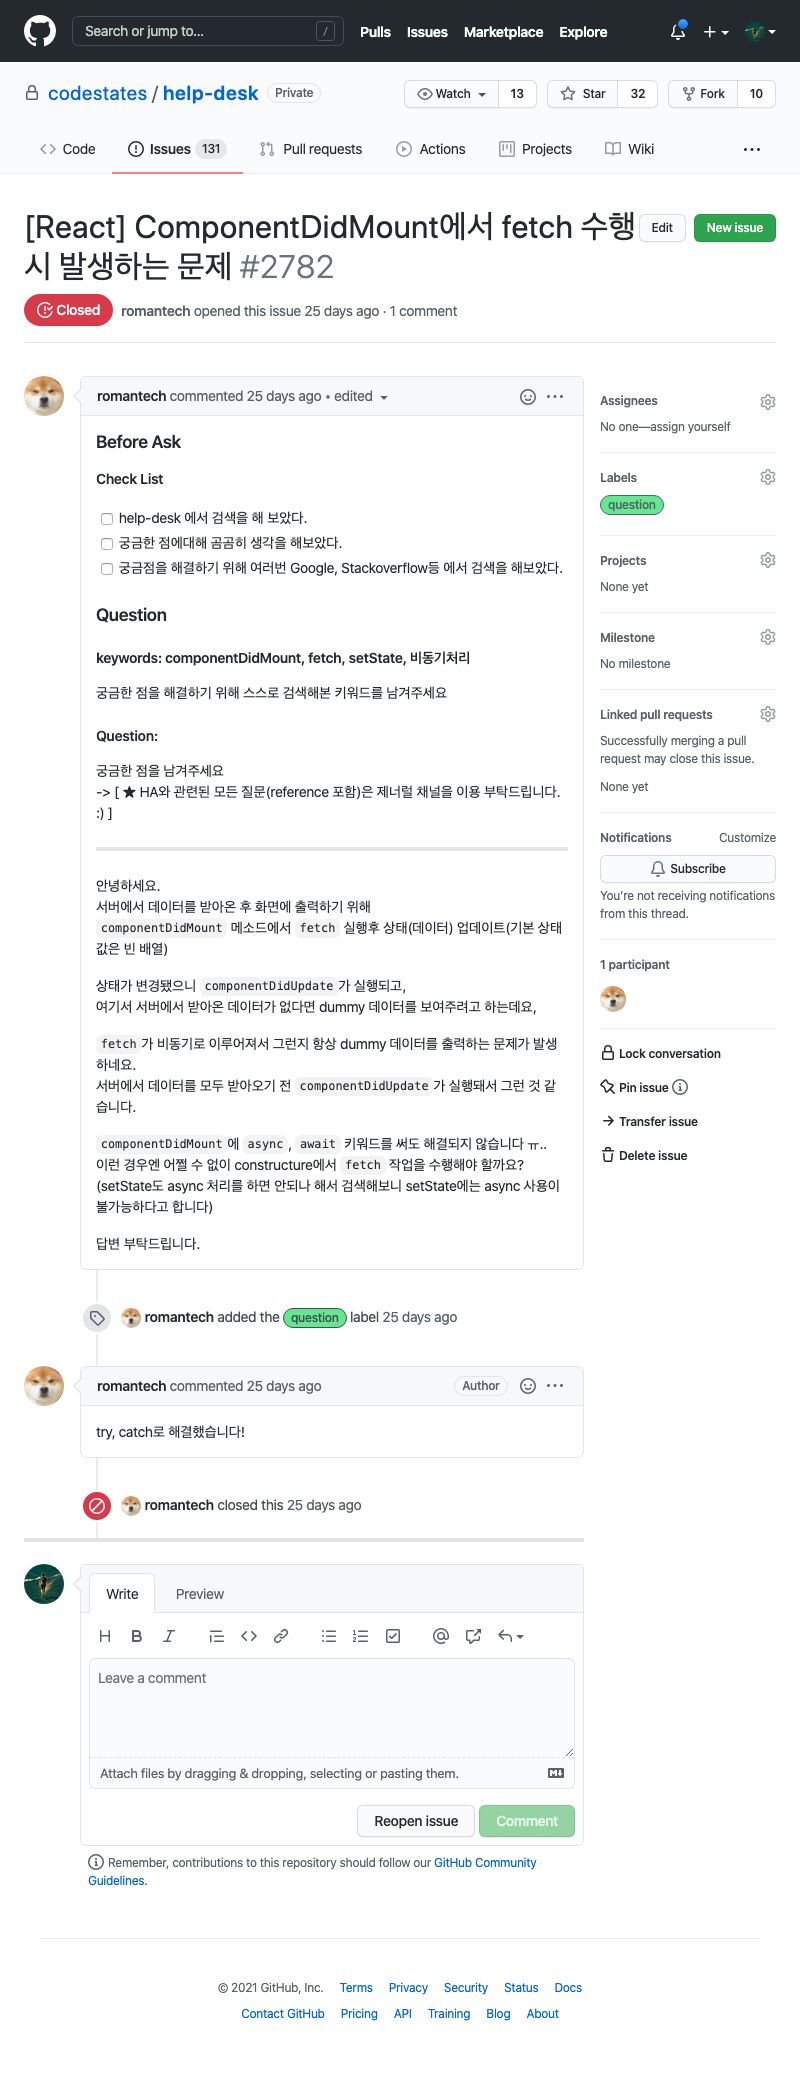 Search or jump to... /
Pulls Issues Marketplace Explore
codestates / help-desk Private
Watch 13 Star 32 Fork 10
Code Issues 131 Pull requests Actions Projects Wiki ...
[React] ComponentDidMount에서 fetch 수행
시 발생하는 문제 #2782
Edit New issue
Closed romantech opened this issue 25 days ago · 1 comment
romantech commented 25 days ago • edited
Before Ask
Check List
help-desk 에서 검색을 해 보았다.
궁금한 점에대해 곰곰히 생각을 해보았다.
궁금점을 해결하기 위해 여러번 Google, Stackoverflow등 에서 검색을 해보았다.
Question
keywords: componentDidMount, fetch, setState, 비동기처리
궁금한 점을 해결하기 위해 스스로 검색해본 키워드를 남겨주세요
Question:
궁금한 점을 남겨주세요
-> [ ★ HA와 관련된 모든 질문(reference 포함)은 제너럴 채널을 이용 부탁드립니다.
:) ]
안녕하세요.
서버에서 데이터를 받아온 후 화면에 출력하기 위해
componentDidMount 메소드에서 fetch 실행후 상태(데이터) 업데이트(기본 상태
값은 빈 배열)
상태가 변경됐으니 componentDidUpdate 가 실행되고,
여기서 서버에서 받아온 데이터가 없다면 dummy 데이터를 보여주려고 하는데요,
fetch 가 비동기로 이루어져서 그런지 항상 dummy 데이터를 출력하는 문제가 발생
하네요.
서버에서 데이터를 모두 받아오기 전 componentDidUpdate 가 실행돼서 그런 것 같
습니다.
componentDidMount 에 async , await 키워드를 써도 해결되지 않습니다 ㅠ..
이런 경우엔 어쩔 수 없이 constructure에서 fetch 작업을 수행해야 할까요?
(setState도 async 처리를 하면 안되나 해서 검색해보니 setState에는 async 사용이
불가능하다고 합니다)
답변 부탁드립니다.
romantech added the question label 25 days ago
romantech commented 25 days ago Author
try, catch로 해결했습니다!
romantech closed this 25 days ago
Write Preview
H B I
Leave a comment
Attach files by dragging & dropping, selecting or pasting them.
Reopen issue Comment
Remember, contributions to this repository should follow our GitHub Community
Guidelines.
Assignees
No one—assign yourself
Labels
question
Projects
None yet
Milestone
No milestone
Linked pull requests
Successfully merging a pull
request may close this issue.
None yet
Notifications Customize
Subscribe
You're not receiving notifications
from this thread.
1 participant
Lock conversation
Pin issue
Transfer issue
Delete issue
© 2021 GitHub, Inc. Terms Privacy Security Status Docs
Contact GitHub Pricing API Training Blog About